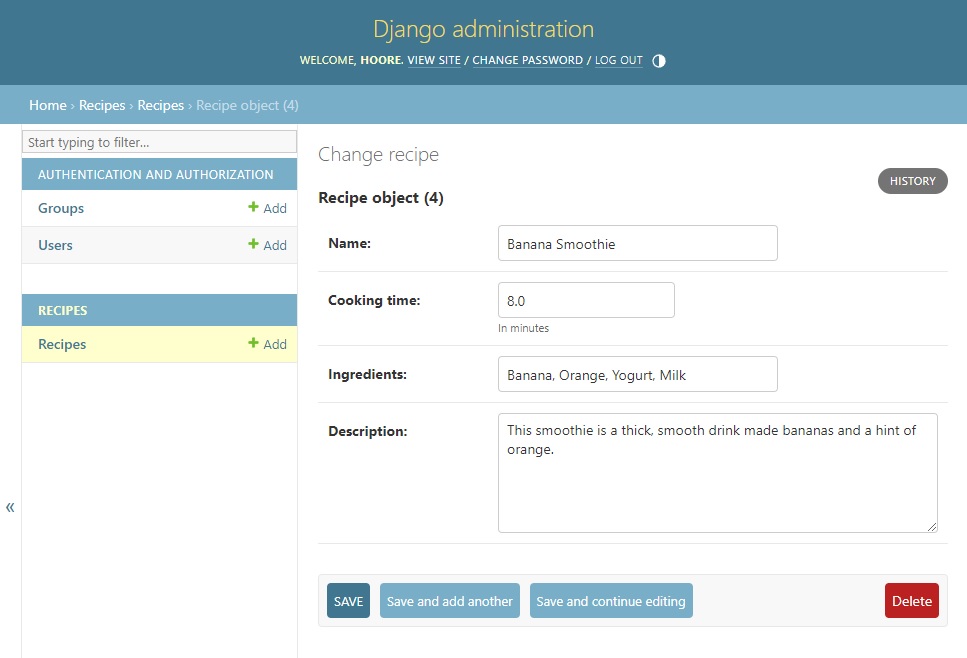 Django administration
WELCOME, HOORE. VIEW SITE / CHANGE PASSWORD / LOG OUT
Home › Recipes › Recipes › Recipe object (4)
Start typing to filter...
AUTHENTICATION AND AUTHORIZATION
Groups + Add
Users + Add
RECIPES
Recipes + Add
«
Change recipe
HISTORY
Recipe object (4)
Name: Banana Smoothie
Cooking time: 8.0
In minutes
Ingredients: Banana, Orange, Yogurt, Milk
Description: This smoothie is a thick, smooth drink made bananas and a hint of
orange.
SAVE Save and add another Save and continue editing Delete